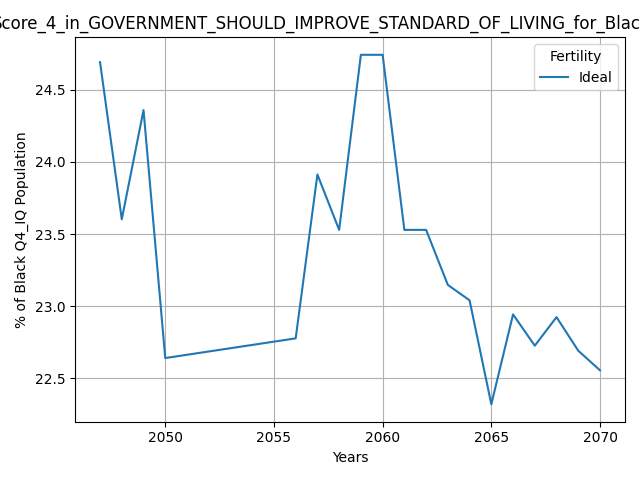 Score_4_in_GOVERNMENT_SHOULD_IMPROVE_STANDARD_OF_LIVING_for_Blac
Fertility
Ideal
24.5
24.0
23.5
23.0
22.5
% of Black Q4_IQ Population
2050 2055 2060 2065 2070
Years